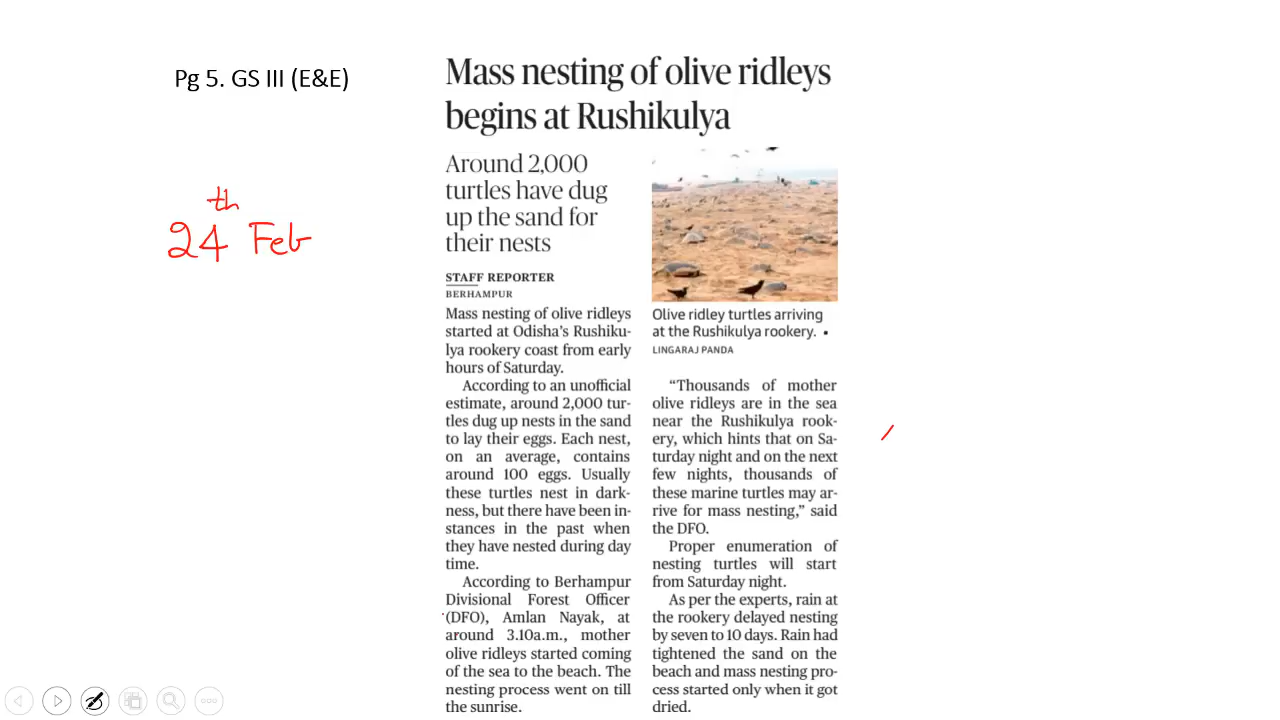 Pg 5. GS III (E&E)
24th Feb
Mass nesting of olive ridleys
begins at Rushikulya
Around 2,000
turtles have dug
up the sand for
their nests
STAFF REPORTER
BERHAMPUR
Mass nesting of olive ridleys
started at Odisha's Rushiku-
lya rookery coast from early
hours of Saturday.
According to an unofficial
estimate, around 2,000 tur-
tles dug up nests in the sand
to lay their eggs. Each nest,
on an average, contains
around 100 eggs. Usually
these turtles nest in dark-
ness, but there have been in-
stances in the past when
they have nested during day
time.
According to Berhampur
Divisional Forest Officer
(DFO), Amlan Nayak, at
around 3.10a.m., mother
olive ridleys started coming
of the sea to the beach. The
nesting process went on till
the sunrise.
Olive ridley turtles arriving
at the Rushikulya rookery. •
LINGARAJ PANDA
“Thousands of mother
olive ridleys are in the sea
near the Rushikulya rook-
ery, which hints that on Sa-
turday night and on the next
few nights, thousands of
these marine turtles may ar-
rive for mass nesting,” said
the DFO.
Proper enumeration of
nesting turtles will start
from Saturday night.
As per the experts, rain at
the rookery delayed nesting
by seven to 10 days. Rain had
tightened the sand on the
beach and mass nesting pro-
cess started only when it got
dried.